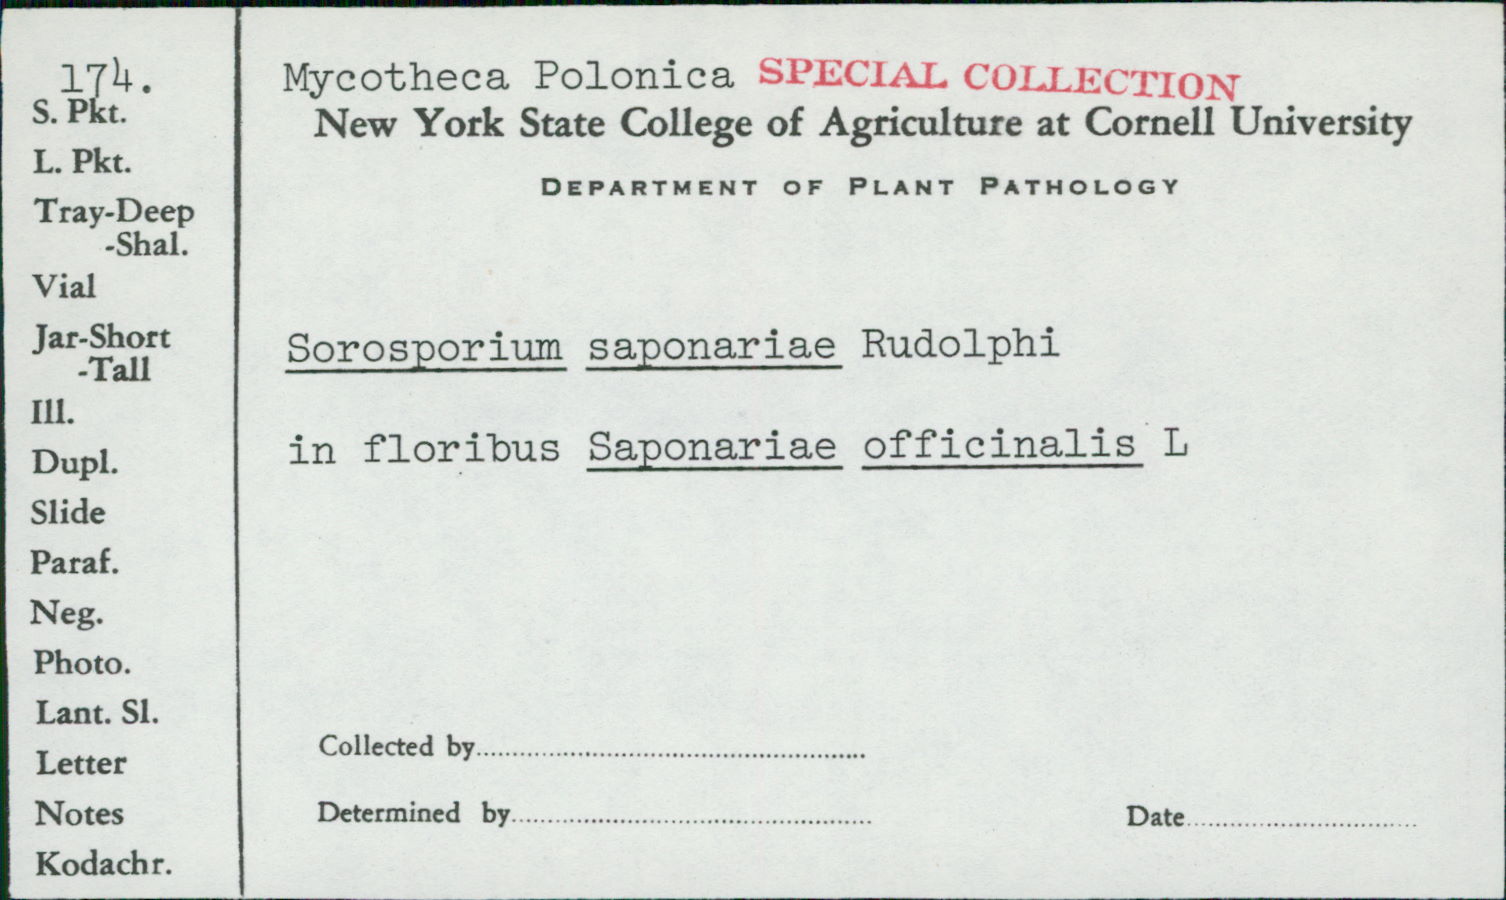 174.
S. Pkt.
L. Pkt.
Tray-Deep
-Shal.
Vial
Jar-Short
-Tall
Ill.
Dupl.
Slide
Paraf.
Neg.
Photo.
Lant. Sl.
Letter
Notes
Kodachr.
Mycotheca Polonica SPECIAL COLLECTION
New York State College of Agriculture at Cornell University
DEPARTMENT OF PLANT PATHOLOGY
Sorosporium saponariae Rudolphi
in floribus Saponariae officinalis L
Collected by
Determined by
Date